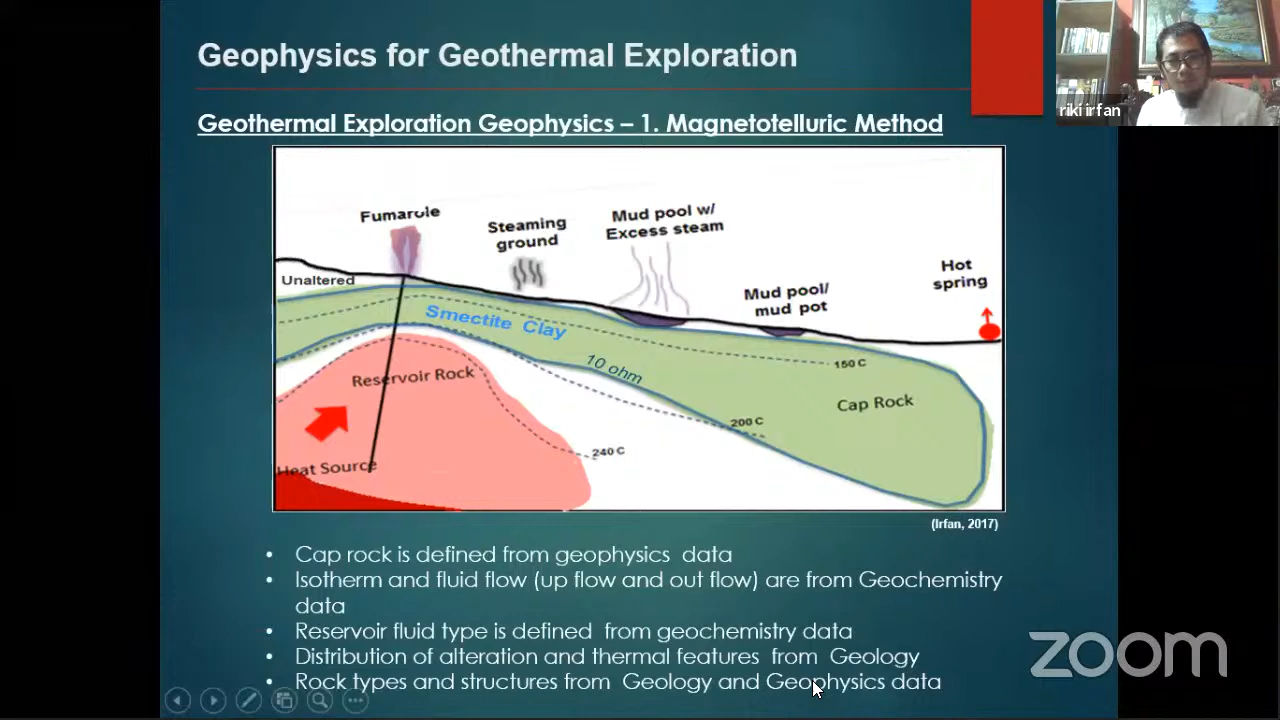 Geophysics for Geothermal Exploration
riki irfan
Geothermal Exploration Geophysics – 1. Magnetotelluric Method
Fumarole
Steaming
ground
Mud pool w/
Excess steam
Hot
spring
Unaltered
Mud pool/
mud pot
Smectite Clay
10 ohm
150 C
Reservoir Rock
Cap Rock
200 C
240 C
Heat Source
(Irfan, 2017)
• Cap rock is defined from geophysics data
• Isotherm and fluid flow (up flow and out flow) are from Geochemistry
data
• Reservoir fluid type is defined from geochemistry data
• Distribution of alteration and thermal features from Geology
• Rock types and structures from Geology and Geophysics data
zoom